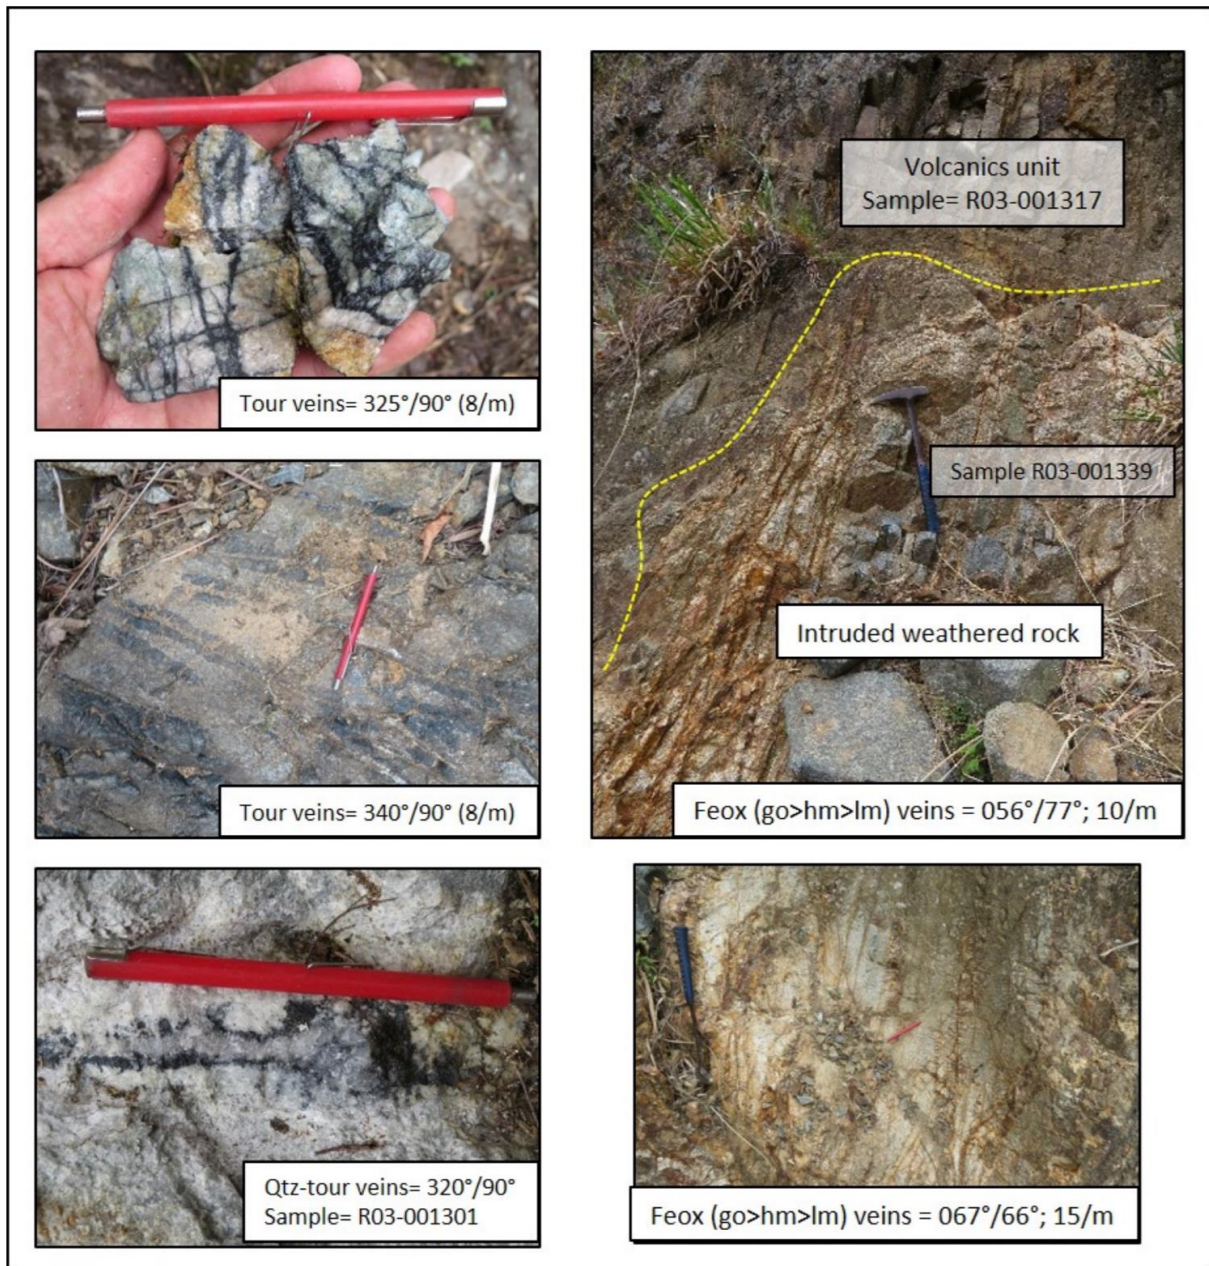 Tour veins= 325°/90° (8/m)
Tour veins= 340°/90° (8/m)
Qtz-tour veins= 320°/90°
Sample= R03-001301
Volcanics unit
Sample= R03-001317
Sample R03-001339
Intruded weathered rock
Feox (go>hm>lm) veins = 056°/77°; 10/m
Feox (go>hm>lm) veins = 067°/66°; 15/m